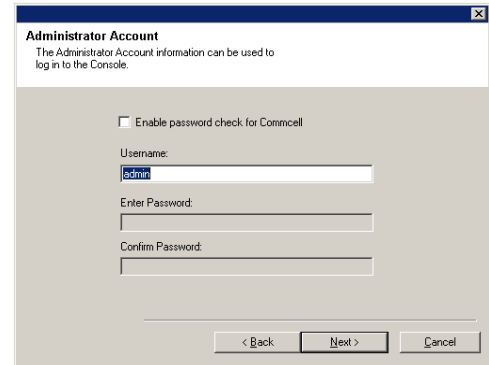 Administrator Account
The Administrator Account information can be used to
log in to the Console.
Enable password check for Commcell
Username:
admin
Enter Password:
Confirm Password:
< Back
Next >
Cancel